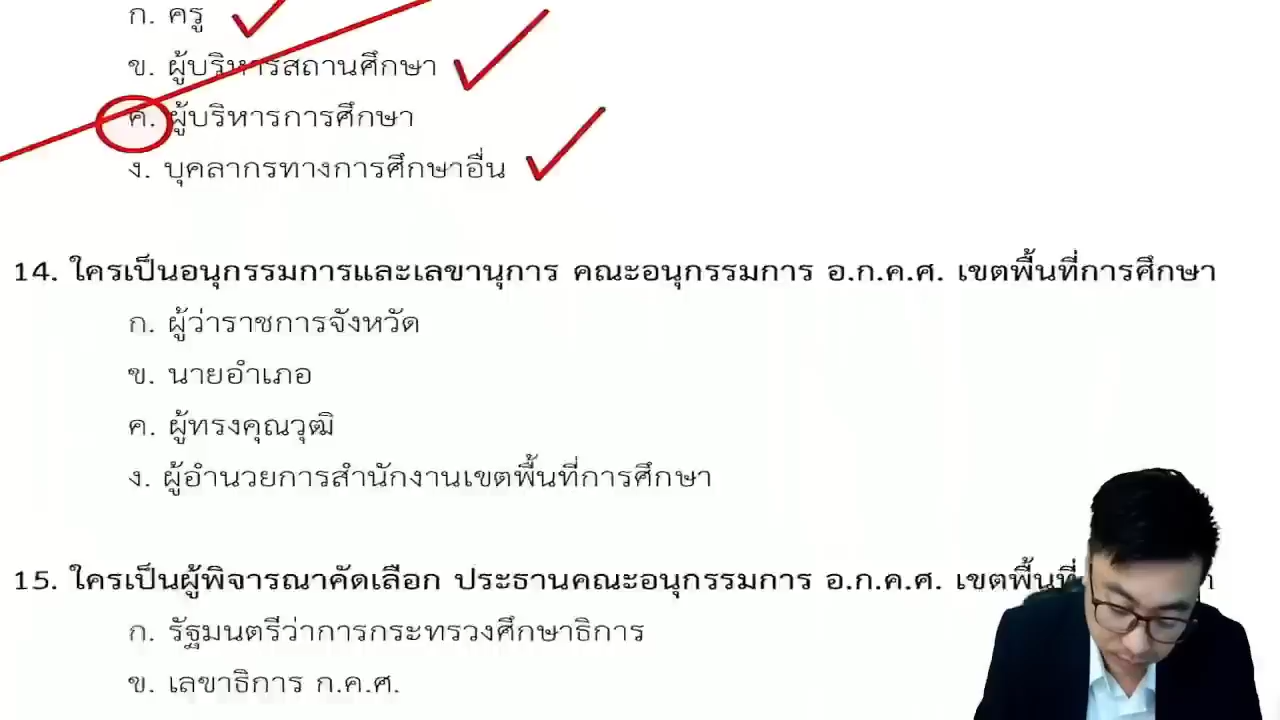 ก. ครู
ข. ผู้บริหารสถานศึกษา
ค. ผู้บริหารการศึกษา
ง. บุคลากรทางการศึกษาอื่น
14. ใครเป็นอนุกรรมการและเลขานุการ คณะอนุกรรมการ อ.ก.ค.ศ. เขตพื้นที่การศึกษา
ก. ผู้ว่าราชการจังหวัด
ข. นายอำเภอ
ค. ผู้ทรงคุณวุฒิ
ง. ผู้อำนวยการสำนักงานเขตพื้นที่การศึกษา
15. ใครเป็นผู้พิจารณาคัดเลือก ประธานคณะอนุกรรมการ อ.ก.ค.ศ. เขตพื้นที่
ก. รัฐมนตรีว่าการกระทรวงศึกษาธิการ
ข. เลขาธิการ ก.ค.ศ.